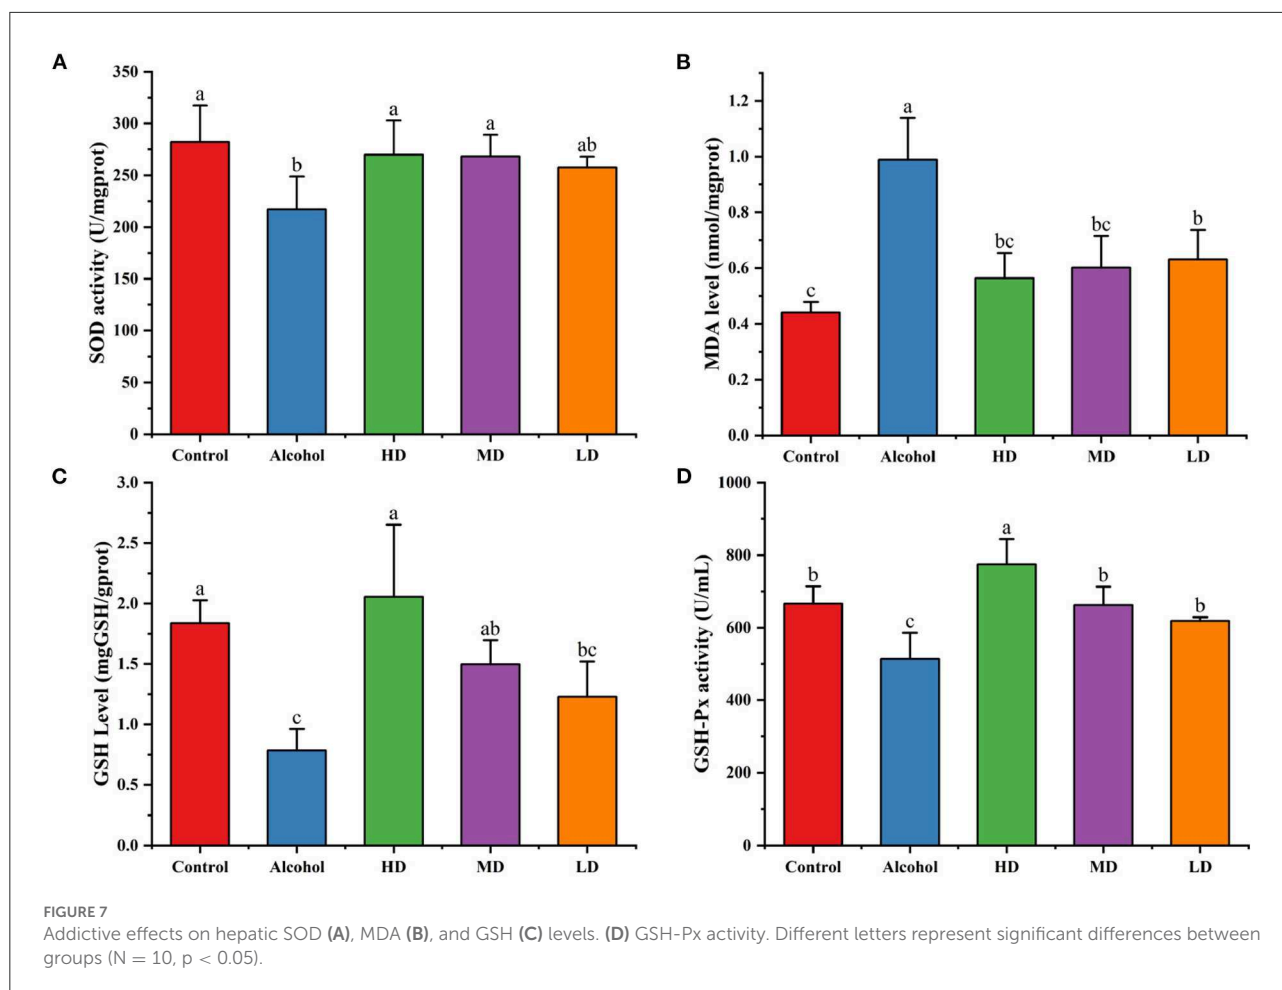 A
350
300
250
200
150
100
50
0
SOD activity (U/mgprot)
a
b
a
a
ab
Control Alcohol HD MD LD
B
1.2
1.0
0.8
0.6
0.4
0.2
0.0
MDA level (nmol/mgprot)
c
a
bc
bc
b
Control Alcohol HD MD LD
C
3.0
2.5
2.0
1.5
1.0
0.5
0.0
GSH Level (mgGSH/gprot)
a
c
a
ab
bc
Control Alcohol HD MD LD
D
1000
800
600
400
200
0
GSH-Px activity (U/mL)
b
c
a
b
b
Control Alcohol HD MD LD
FIGURE 7
Addictive effects on hepatic SOD (A), MDA (B), and GSH (C) levels. (D) GSH-Px activity. Different letters represent significant differences between
groups (N = 10, p < 0.05).